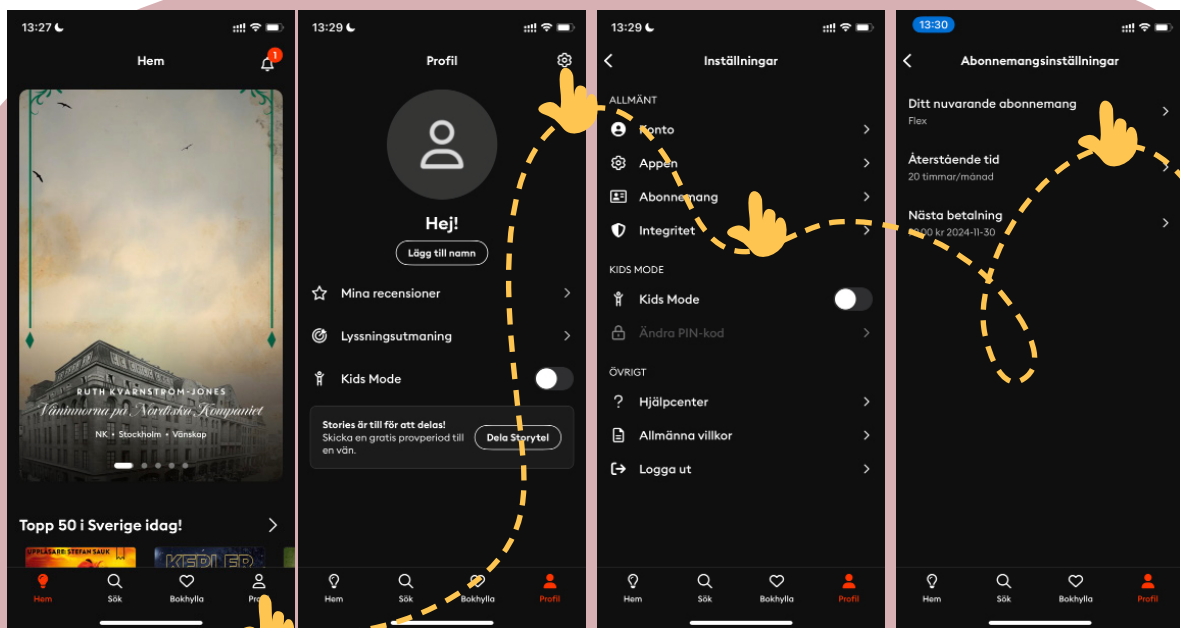 13:27
Hem
1
RUTH KVARNSTRÖM-JONES
Väninnorna på Nordiska Kompaniet
NK • Stockholm • Vänskap
Topp 50 i Sverige idag!
UPPLÄSARE: STEFAN SAUK
KEPLER
Hem
Sök
Bokhylla
13:29
Profil
Hej!
Lägg till namn
Mina recensioner
Lyssningsutmaning
Kids Mode
Stories är till för att delas!
Skicka en gratis provperiod till
en vän.
Dela Storytel
Hem
Sök
Bokhylla
Profil
13:29
Inställningar
ALLMÄNT
Konto
Appen
Abonnemang
Integritet
KIDS MODE
Kids Mode
Ändra PIN-kod
ÖVRIGT
Hjälpcenter
Allmänna villkor
Logga ut
Hem
Sök
Bokhylla
Profil
13:30
Abonnemangsinställningar
Ditt nuvarande abonnemang
Flex
Återstående tid
20 timmar/månad
Nästa betalning
kr 2024-11-30
Hem
Sök
Bokhylla
Profil